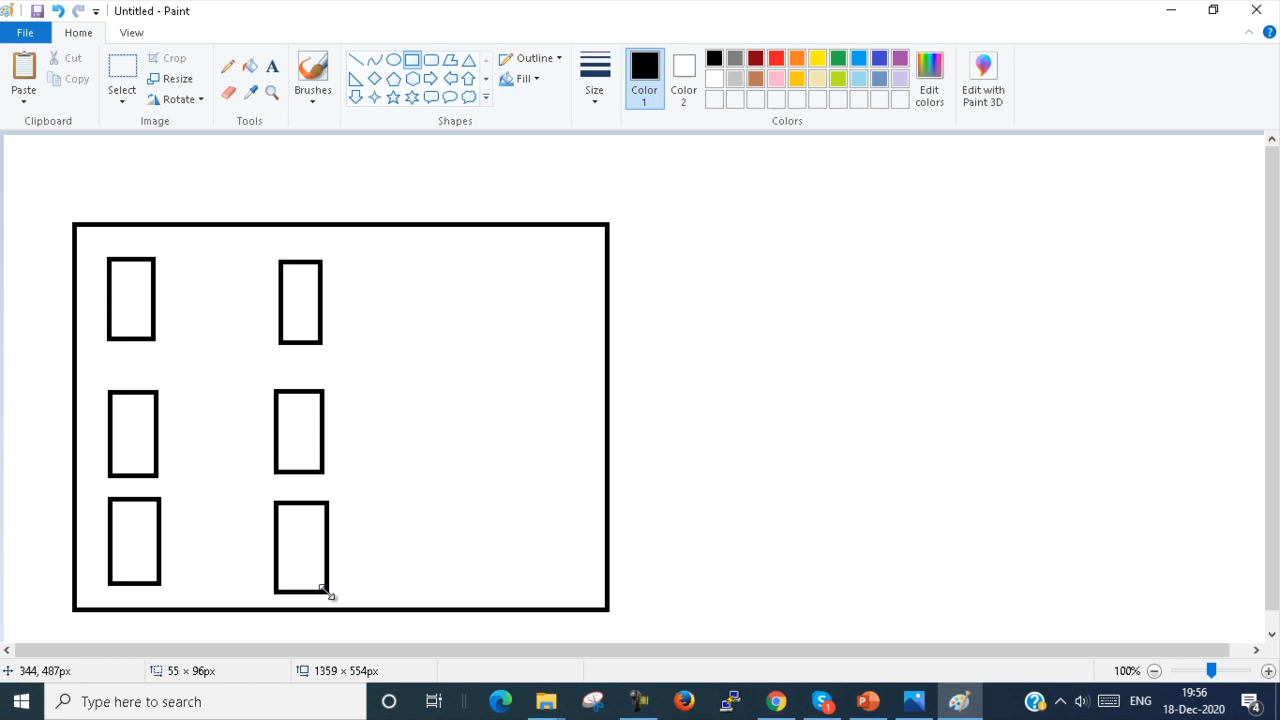 Untitled - Paint
File
Home
View
Paste
Cut
Copy
Clipboard
Select
Crop
Resize
Rotate
Image
A
Tools
Brushes
Outline
Fill
Shapes
Size
Color
1
Color
2
Edit
colors
Colors
Edit with
Paint 3D
344, 487px
55 × 96px
1359 × 554px
100%
Type here to search
1
ENG
19:56
18-Dec-2020
4